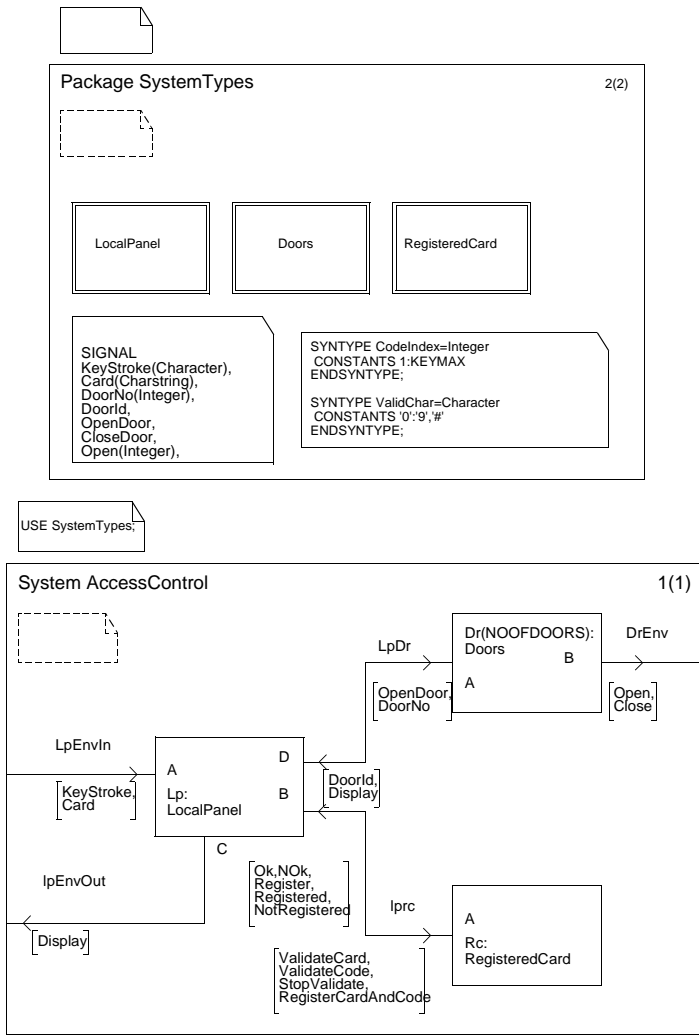 Package SystemTypes
2(2)
LocalPanel
Doors
RegisteredCard
SIGNAL
KeyStroke(Character),
Card(Charstring),
DoorNo(Integer),
DoorId,
OpenDoor,
CloseDoor,
Open(Integer),
SYNTYPE CodeIndex=Integer
CONSTANTS 1:KEYMAX
ENDSYNTYPE;
SYNTYPE ValidChar=Character
CONSTANTS '0':'9','#'
ENDSYNTYPE;
USE SystemTypes;
System AccessControl
1(1)
LpDr
Dr(NOOFDOORS):
Doors
B
A
DrEnv
OpenDoor,
DoorNo
Open,
Close
LpEnvIn
KeyStroke,
Card
A
D
Lp:
LocalPanel
B
C
DoorId,
Display
lpEnvOut
Display
Ok,NOk,
Register,
Registered,
NotRegistered
lprc
A
Rc:
RegisteredCard
ValidateCard,
ValidateCode,
StopValidate,
RegisterCardAndCode